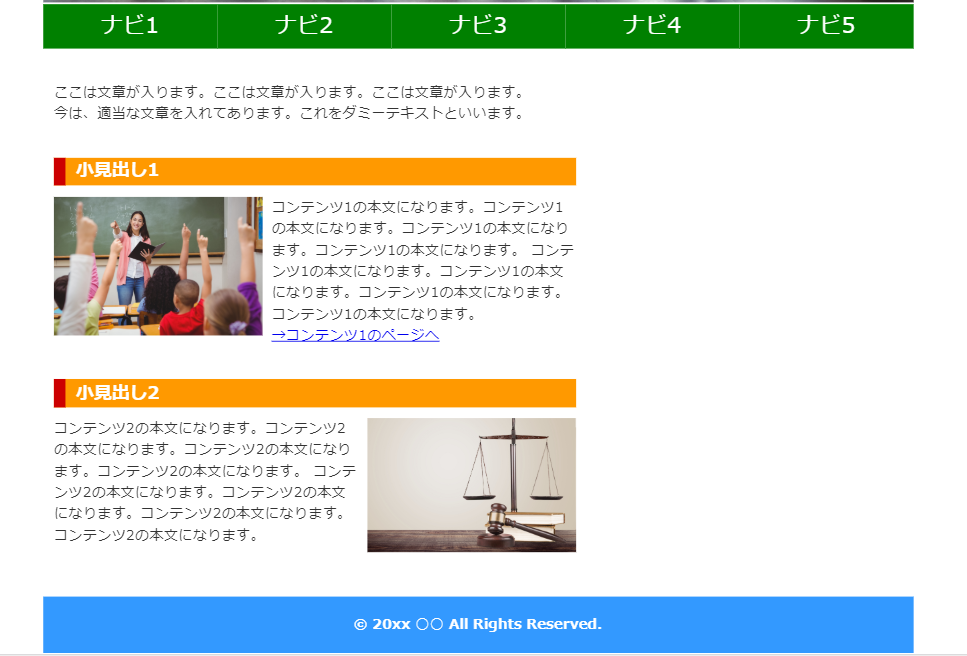 ナビ1 ナビ2 ナビ3 ナビ4 ナビ5
ここは文章が入ります。ここは文章が入ります。ここは文章が入ります。
今は、適当な文章を入れてあります。これをダミーテキストといいます。
小見出し1
コンテンツ1の本文になります。コンテンツ1
の本文になります。コンテンツ1の本文になり
ます。コンテンツ1の本文になります。 コンテ
ンツ1の本文になります。コンテンツ1の本文
になります。コンテンツ1の本文になります。
コンテンツ1の本文になります。
→コンテンツ1のページへ
小見出し2
コンテンツ2の本文になります。コンテンツ2
の本文になります。コンテンツ2の本文になり
ます。コンテンツ2の本文になります。 コンテ
ンツ2の本文になります。コンテンツ2の本文
になります。コンテンツ2の本文になります。
コンテンツ2の本文になります。
© 20xx 〇〇 All Rights Reserved.